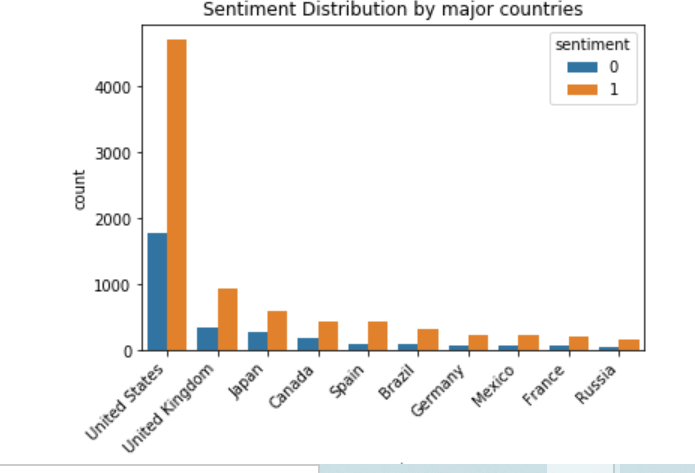 Sentiment Distribution by major countries
sentiment
0
1
4000
3000
2000
1000
0
count
United States
United Kingdom
Japan
Canada
Spain
Brazil
Germany
Mexico
France
Russia